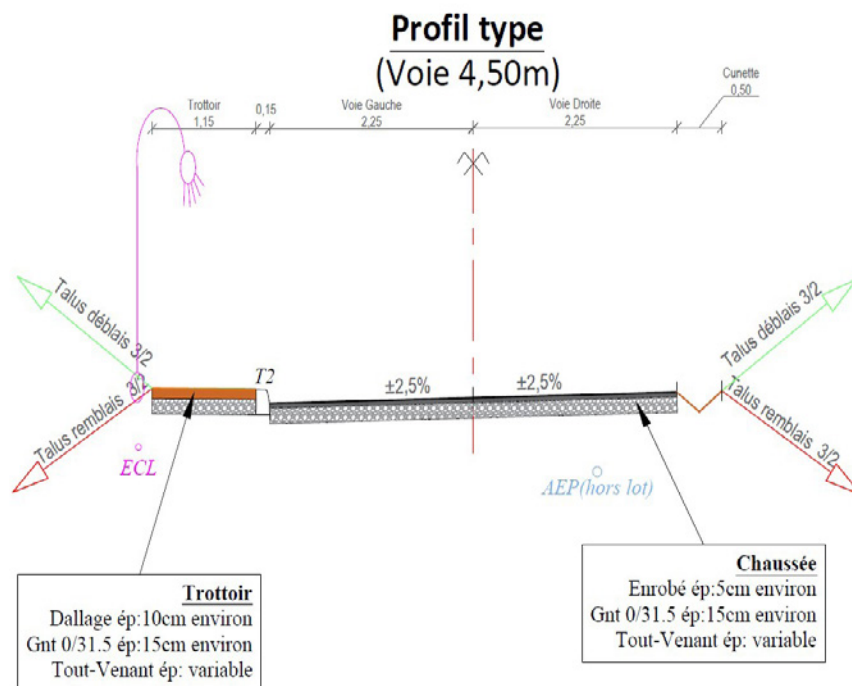 Profil type
(Voie 4,50m)
Cunette
0,50
Trottoir
1,15
0,15
Voie Gauche
2,25
Voie Droite
2,25
Talus déblais 3/2
Talus déblais 3/2
Talus remblais 3/2
Talus remblais 3/2
T2
±2,5%
±2,5%
ECL
AEP(hors lot)
Trottoir
Dallage ép:10cm environ
Gnt 0/31.5 ép:15cm environ
Tout-Venant ép: variable
Chaussée
Enrobé ép:5cm environ
Gnt 0/31.5 ép:15cm environ
Tout-Venant ép: variable